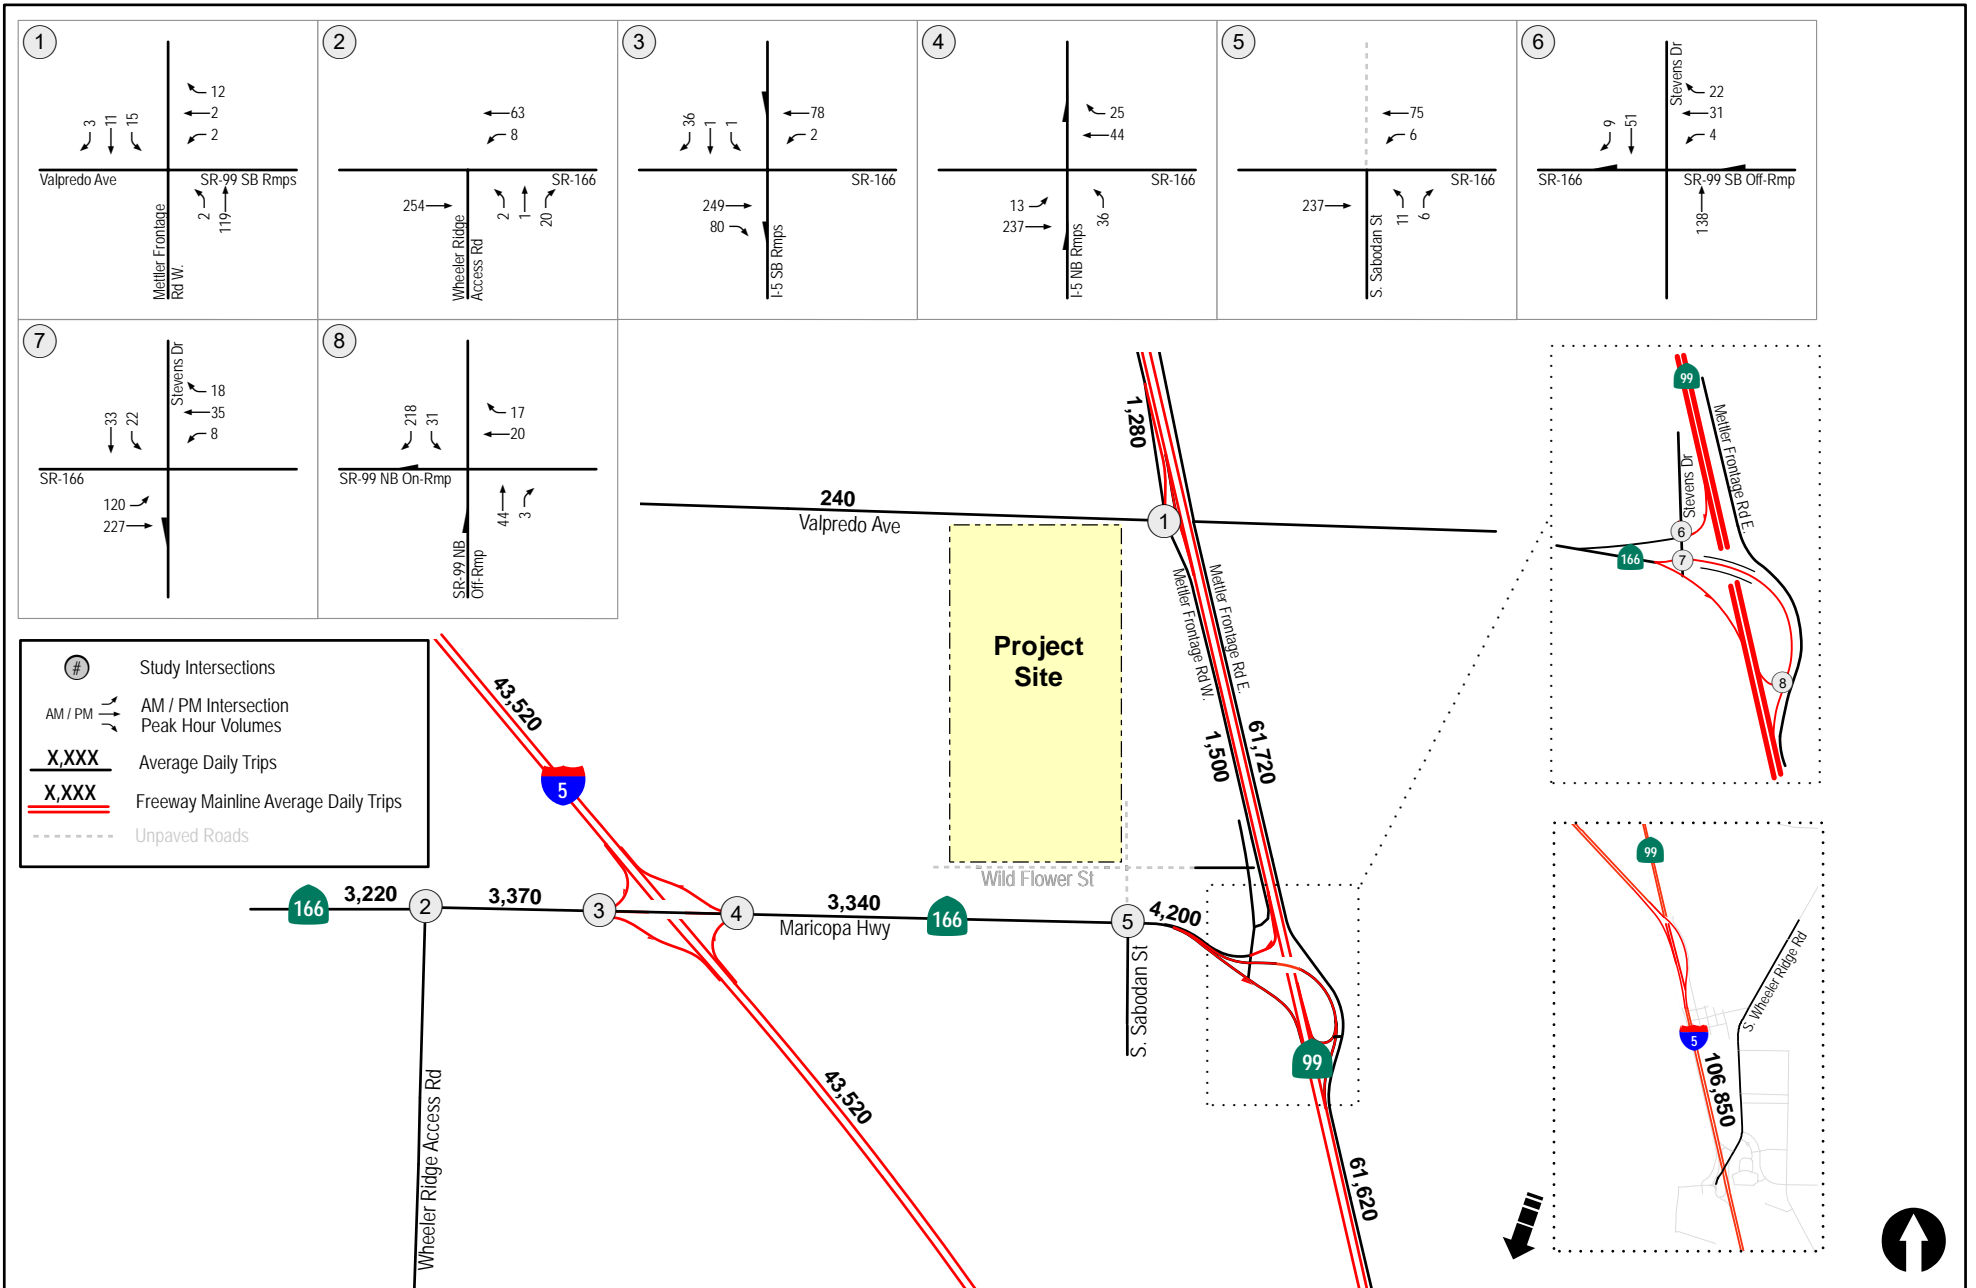 1
12
2
2
3
11
15
Valpredo Ave
SR-99 SB Rmps
2
119
Mettler Frontage
Rd W.
2
63
8
SR-166
254
2
1
20
Wheeler Ridge
Access Rd
3
36
1
1
78
2
SR-166
249
80
I-5 SB Rmps
4
25
44
SR-166
13
237
36
I-5 NB Rmps
5
75
6
SR-166
237
11
6
S. Sabodan St
6
Stevens Dr
22
31
4
9
51
SR-166
SR-99 SB Off-Rmp
138
7
Stevens Dr
18
35
8
33
22
SR-166
120
227
8
17
20
218
31
SR-99 NB On-Rmp
44
3
SR-99 NB
Off-Rmp
# Study Intersections
AM / PM
AM / PM Intersection
Peak Hour Volumes
X,XXX Average Daily Trips
X,XXX Freeway Mainline Average Daily Trips
Unpaved Roads
1,280
240
Valpredo Ave
1
Mettler Frontage Rd W.
Mettler Frontage Rd E.
Project
Site
61,720
1,500
43,520
5
Wild Flower St
166
3,220
2
3,370
3
4
3,340
Maricopa Hwy
166
5
4,200
S. Sabodan St
99
43,520
61,620
Wheeler Ridge Access Rd
99
Mettler Frontage Rd E.
Stevens Dr
6
166
7
8
99
S. Wheeler Ridge Rd
5
106,850